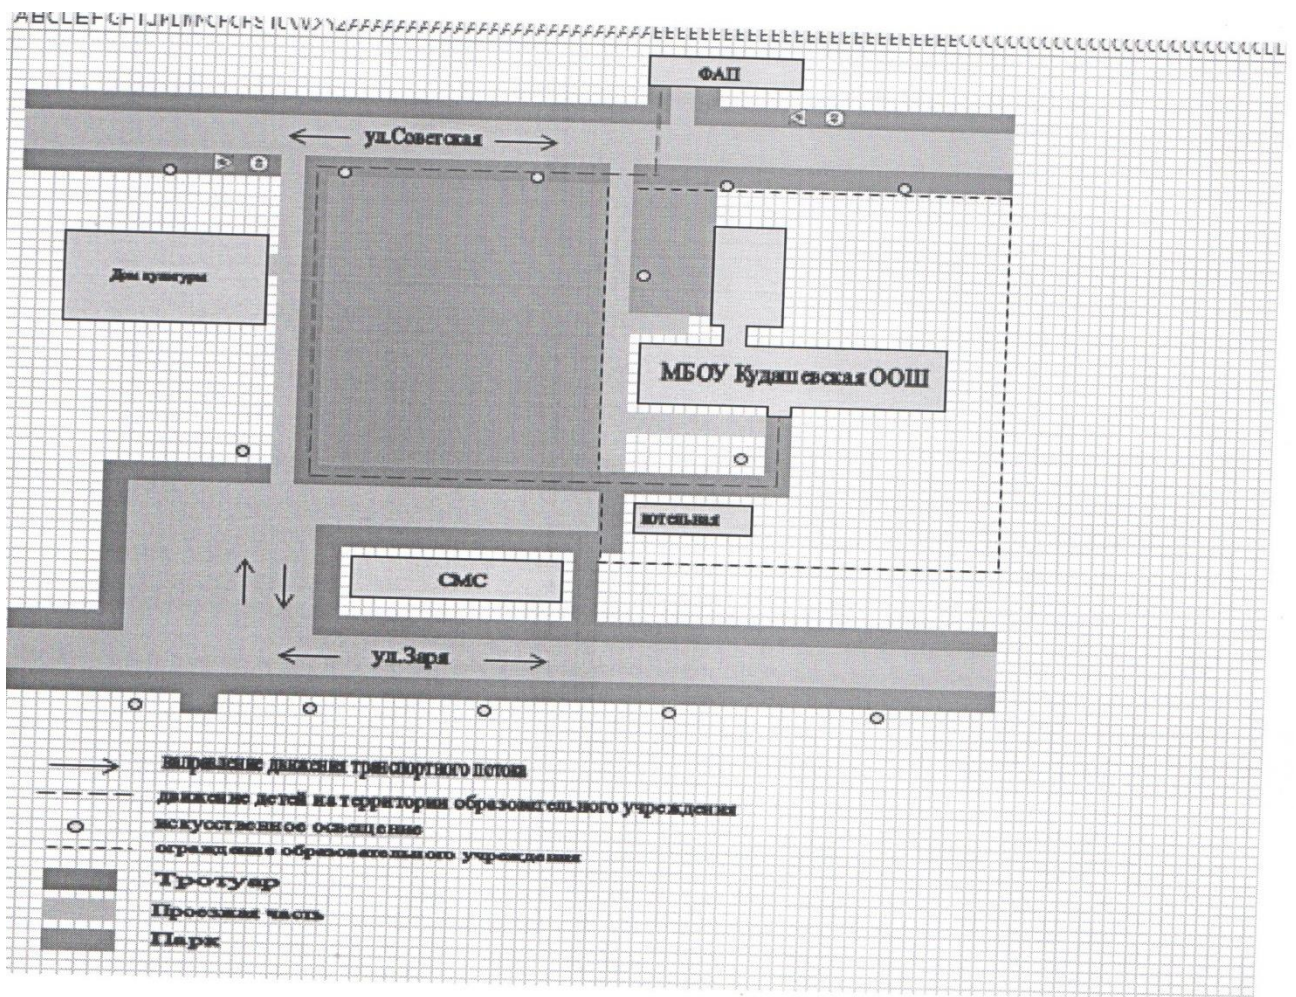 ФАП
ул.Советская
Дом культуры
МБОУ Кудашевская ООШ
котельная
СМС
ул.Заря
направление движения транспортного потока
движение детей на территории образовательного учреждения
искусственное освещение
ограждение образовательного учреждения
Тротуар
Проезжая часть
Парк